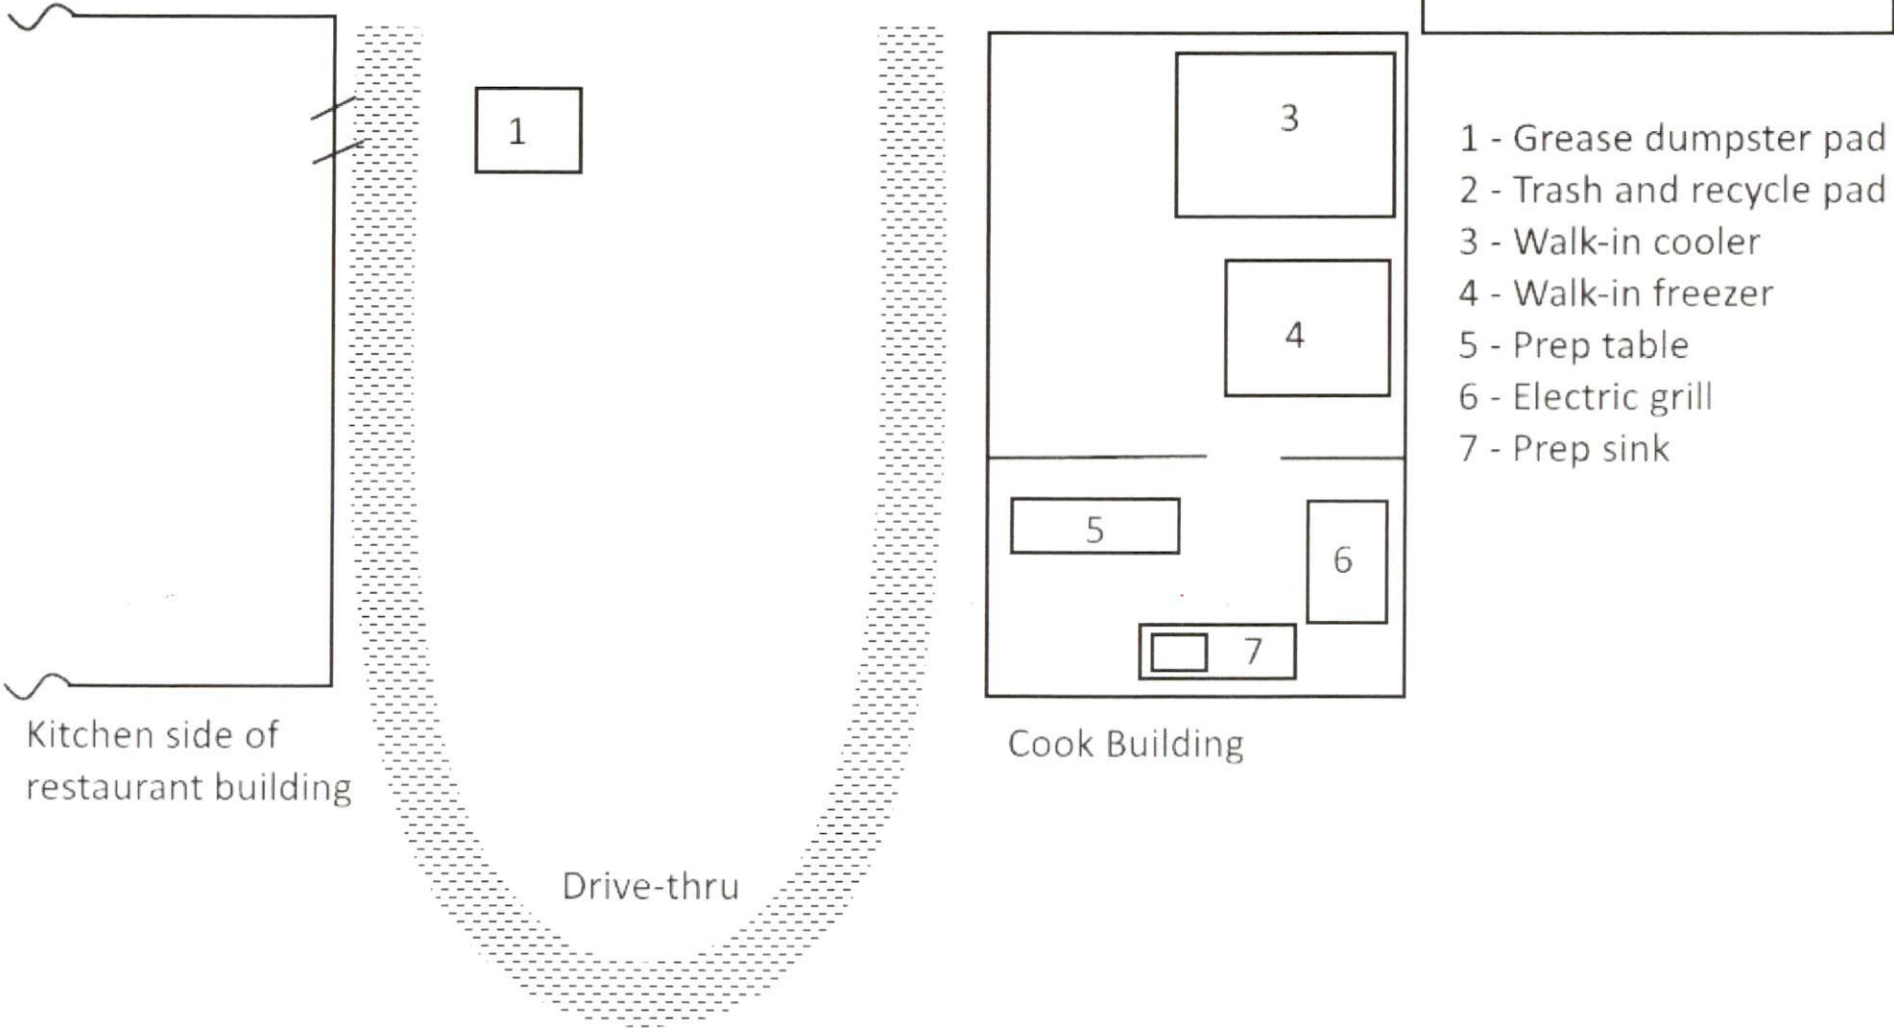 1
3
4
5
6
7
1 - Grease dumpster pad
2 - Trash and recycle pad
3 - Walk-in cooler
4 - Walk-in freezer
5 - Prep table
6 - Electric grill
7 - Prep sink
Kitchen side of
restaurant building
Cook Building
Drive-thru